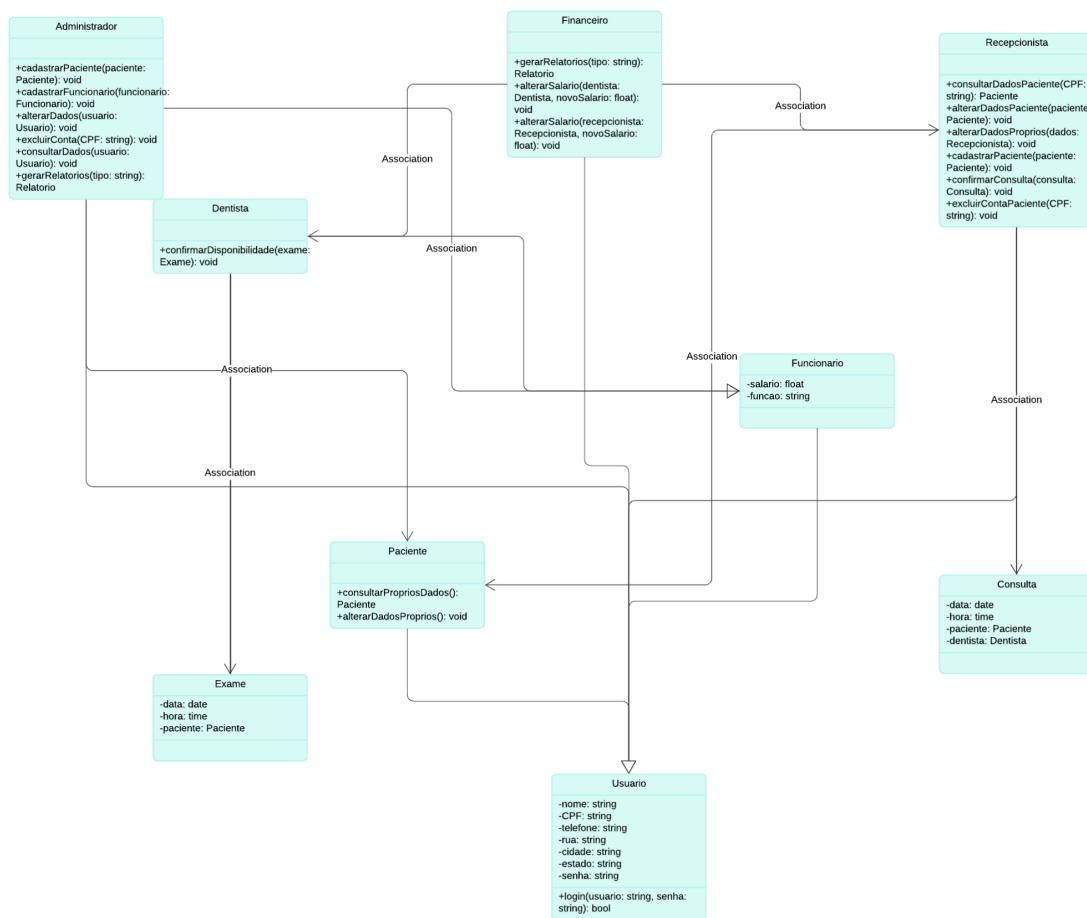 Administrador
+cadastrarPaciente(paciente:
Paciente): void
+cadastrarFuncionario(funcionario:
Funcionario): void
+alterarDados(usuario:
Usuario): void
+excluirConta(CPF: string): void
+consultarDados(usuario:
Usuario): void
+gerarRelatorios(tipo: string):
Relatorio
Financeiro
+gerarRelatorios(tipo: string):
Relatorio
+alterarSalario(dentista:
Dentista, novoSalario: float):
void
+alterarSalario(recepcionista:
Recepcionista, novoSalario:
float): void
Recepcionista
+consultarDadosPaciente(CPF:
string): Paciente
+alterarDadosPaciente(paciente:
Paciente): void
+alterarDadosProprios(dados:
Recepcionista): void
+cadastrarPaciente(paciente:
Paciente): void
+confirmarConsulta(consulta:
Consulta): void
+excluirContaPaciente(CPF:
string): void
Association
Association
Dentista
+confirmarDisponibilidade(exame:
Exame): void
Association
Association
Funcionario
-salario: float
-funcao: string
Association
Association
Association
Paciente
+consultarPropriosDados():
Paciente
+alterarDadosProprios(): void
Consulta
-data: date
-hora: time
-paciente: Paciente
-dentista: Dentista
Exame
-data: date
-hora: time
-paciente: Paciente
Usuario
-nome: string
-CPF: string
-telefone: string
-rua: string
-cidade: string
-estado: string
-senha: string
+login(usuario: string, senha:
string): bool